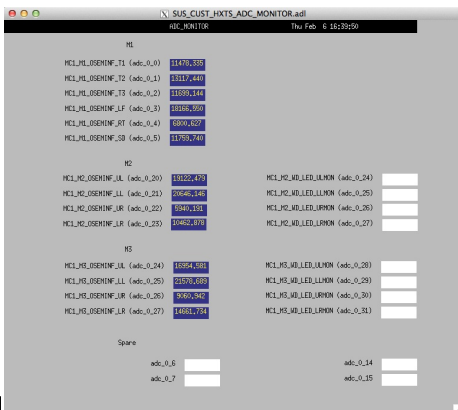 SUS_CUST_HXTS_ADC_MONITOR.adl
ADC_MONITOR Thu Feb 6 16:39:50
M1
MC1_M1_OSEMINF_T1 (adc_0_0) 11478.335
MC1_M1_OSEMINF_T2 (adc_0_1) 13117.440
MC1_M1_OSEMINF_T3 (adc_0_2) 11699.144
MC1_M1_OSEMINF_LF (adc_0_3) 18166.550
MC1_M1_OSEMINF_RT (adc_0_4) 6800.627
MC1_M1_OSEMINF_SD (adc_0_5) 11759.740
M2
MC1_M2_OSEMINF_UL (adc_0_20) 19122.479 MC1_M2_WD_LED_ULMON (adc_0_24)
MC1_M2_OSEMINF_LL (adc_0_21) 20646.146 MC1_M2_WD_LED_LLMON (adc_0_25)
MC1_M2_OSEMINF_UR (adc_0_22) 5940.191 MC1_M2_WD_LED_URMON (adc_0_26)
MC1_M2_OSEMINF_LR (adc_0_23) 10462.878 MC1_M2_WD_LED_LRMON (adc_0_27)
M3
MC1_M3_OSEMINF_UL (adc_0_24) 16954.581 MC1_M3_WD_LED_ULMON (adc_0_28)
MC1_M3_OSEMINF_LL (adc_0_25) 21578.689 MC1_M3_WD_LED_LLMON (adc_0_29)
MC1_M3_OSEMINF_UR (adc_0_26) 9060.942 MC1_M3_WD_LED_URMON (adc_0_30)
MC1_M3_OSEMINF_LR (adc_0_27) 14661.734 MC1_M3_WD_LED_LRMON (adc_0_31)
Spare
adc_0_6 adc_0_14
adc_0_7 adc_0_15